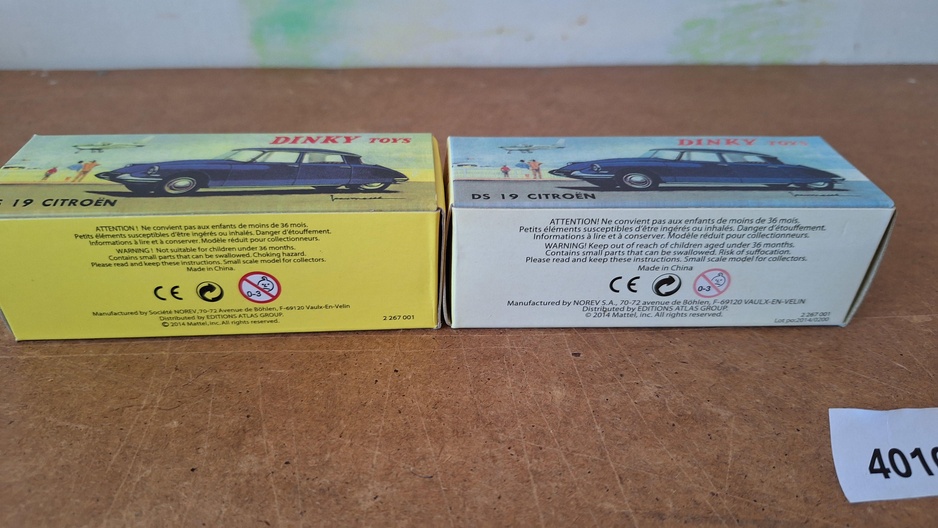 DINKY TOYS
S 19 CITROËN
ATTENTION ! Ne convient pas aux enfants de moins de 36 mois.
Petits éléments susceptibles d'être ingérés ou inhalés. Danger d'étouffement.
Informations à lire et à conserver. Modèle réduit pour collectionneurs.
WARNING ! Not suitable for children under 36 months.
Contains small parts that can be swallowed. Choking hazard.
Please read and keep these instructions. Small scale model for collectors.
Made in China.
CE 0-3
Manufactured by Société NOREV, 70-72 Avenue de Böhlen, F-69120 Vaulx-en-Velin
Distributed by EDITIONS ATLAS GROUP.
© 2014 Mattel, Inc. All rights reserved.
2 267 001
DINKY TOYS
DS 19 CITROËN
ATTENTION! Ne convient pas aux enfants de moins de 36 mois.
Petits éléments susceptibles d'être ingérés ou inhalés. Danger d'étouffement.
Informations à lire et à conserver. Modèle réduit pour collectionneurs.
WARNING! Keep out of reach of children aged under 36 months.
Contains small parts that can be swallowed. Risk of suffocation.
Please read and keep these instructions. Small scale model for collectors.
Made in China
CE 0-3
Manufactured by NOREV S.A., 70-72 avenue de Böhlen, F-69120 VAULX-EN-VELIN
Distributed by EDITIONS ATLAS GROUP.
© 2014 Mattel, Inc. All rights reserved.
2 267 001
401